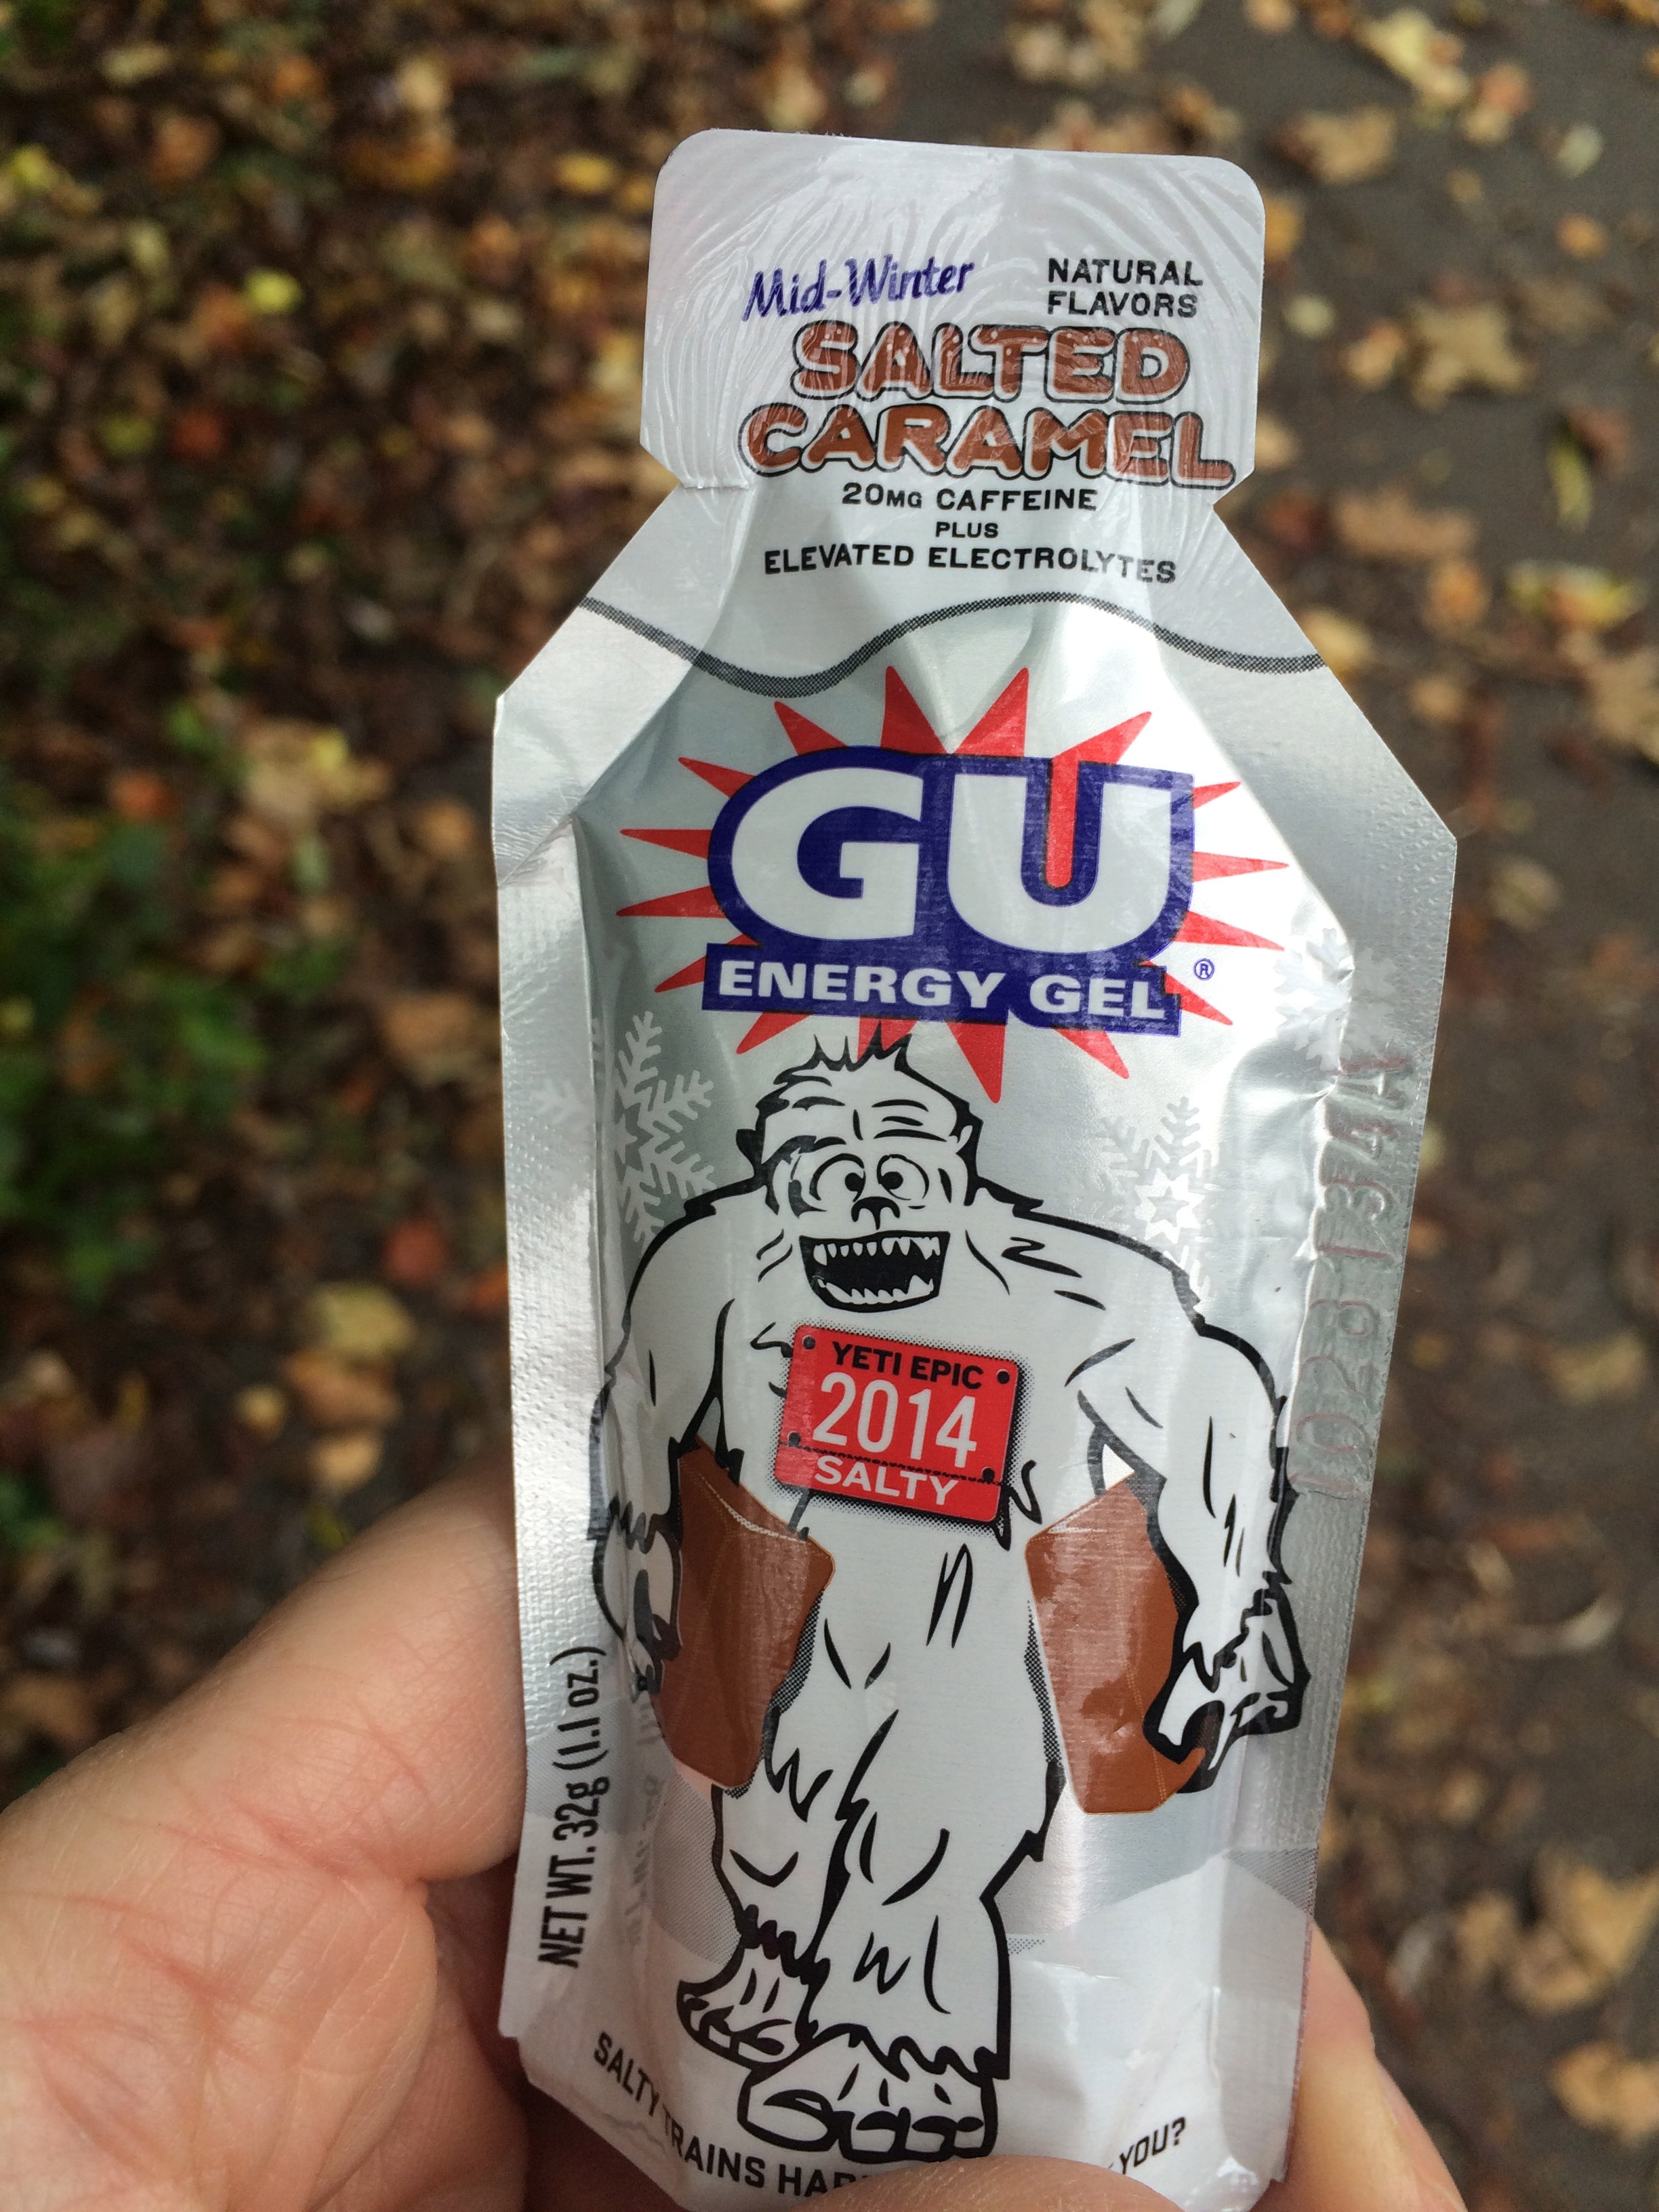 Mid-Winter
NATURAL
FLAVORS
SALTED
CARAMEL
20MG CAFFEINE
PLUS
ELEVATED ELECTROLYTES
GU
ENERGY GEL®
YETI EPIC
2014
SALTY
NET WT. 32g (1.1 oz.)
SALTY TRAINS YOU?